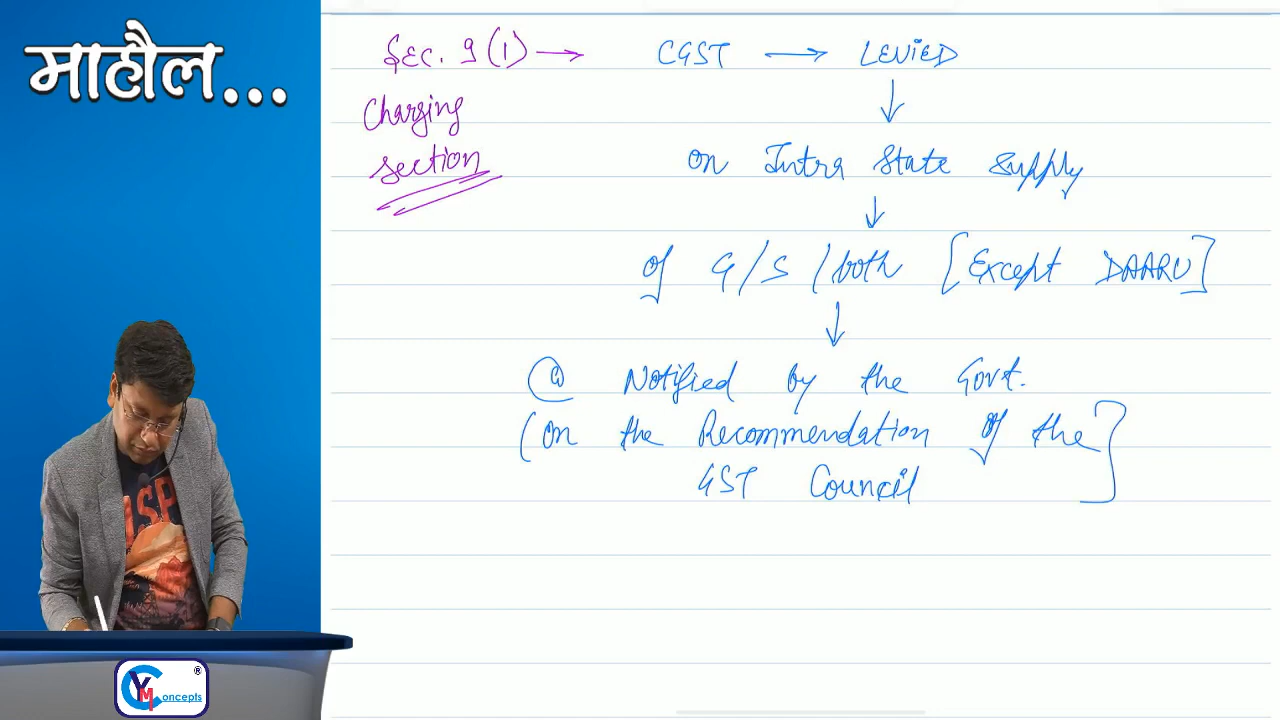 माहौल...
Sec. 9(1) → CGST → LEVIED
Charging
section
↓
on Intra State supply
↓
of G/S/both [Except DAARU]
↓
@ Notified by the Govt.
(on the Recommendation of the
GST Council]
CYM
Concepts
®